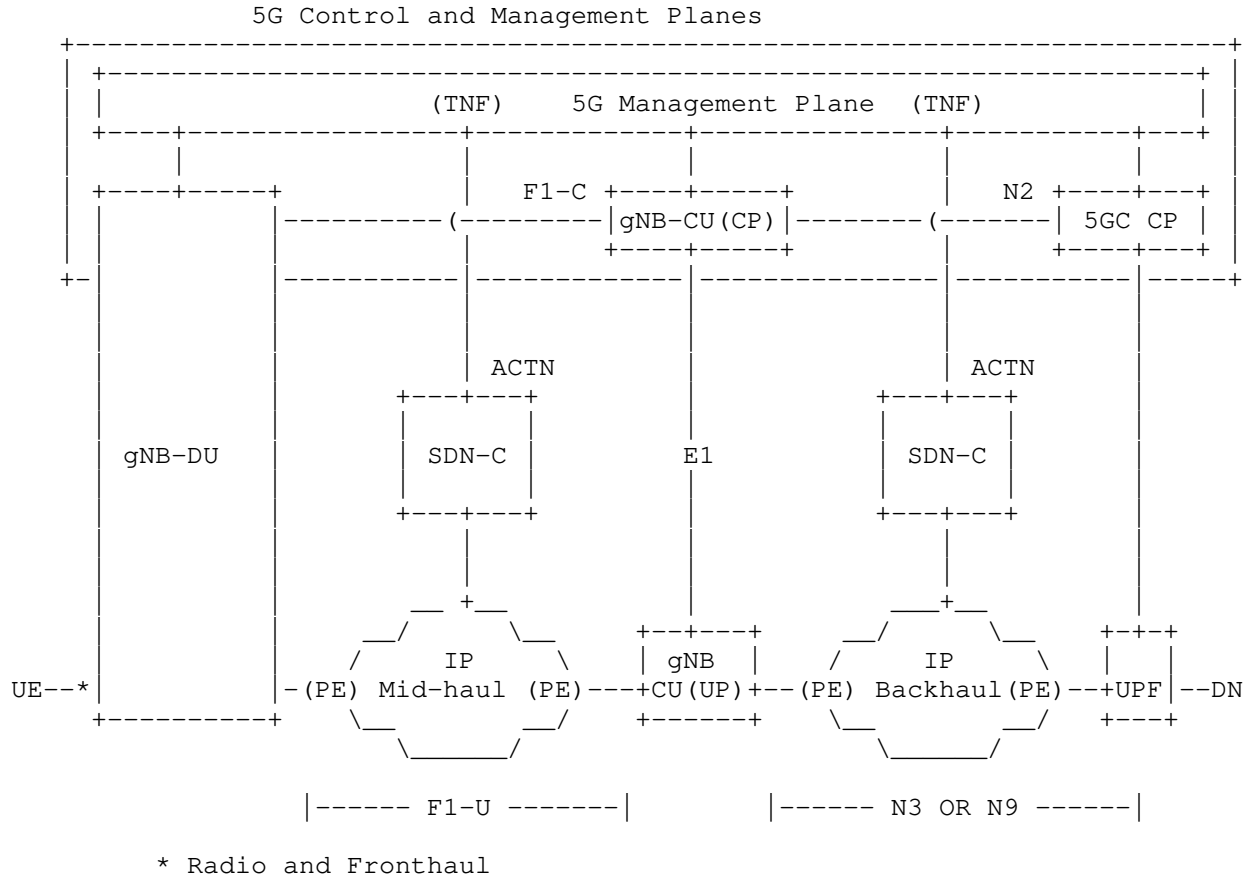 5G Control and Management Planes
(TNF) 5G Management Plane (TNF)
F1-C N2
gNB-CU(CP) 5GC CP
ACTN ACTN
gNB-DU SDN-C E1 SDN-C
IP gNB IP
UE--* (PE) Mid-haul (PE) CU(UP) (PE) Backhaul(PE) UPF --DN
F1-U N3 OR N9
* Radio and Fronthaul